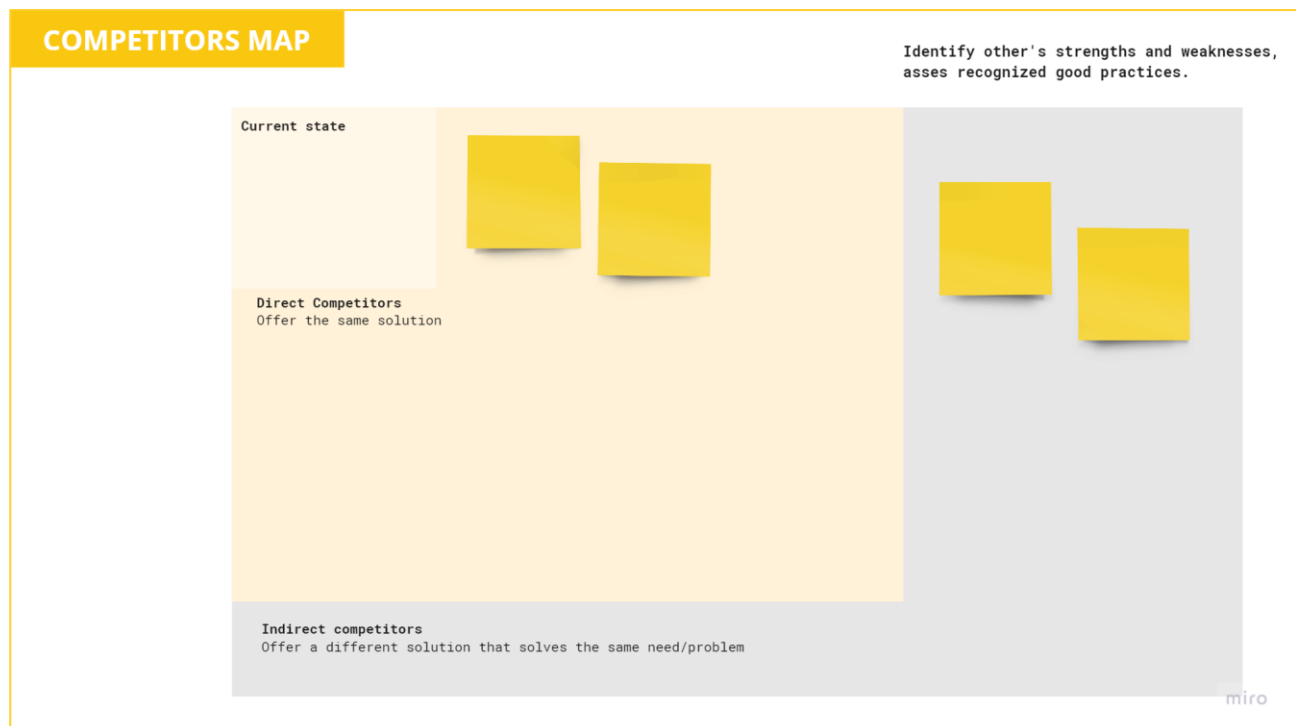 COMPETITORS MAP
Identify other's strengths and weaknesses,
asses recognized good practices.
Current state
Direct Competitors
Offer the same solution
Indirect competitors
Offer a different solution that solves the same need/problem
miro